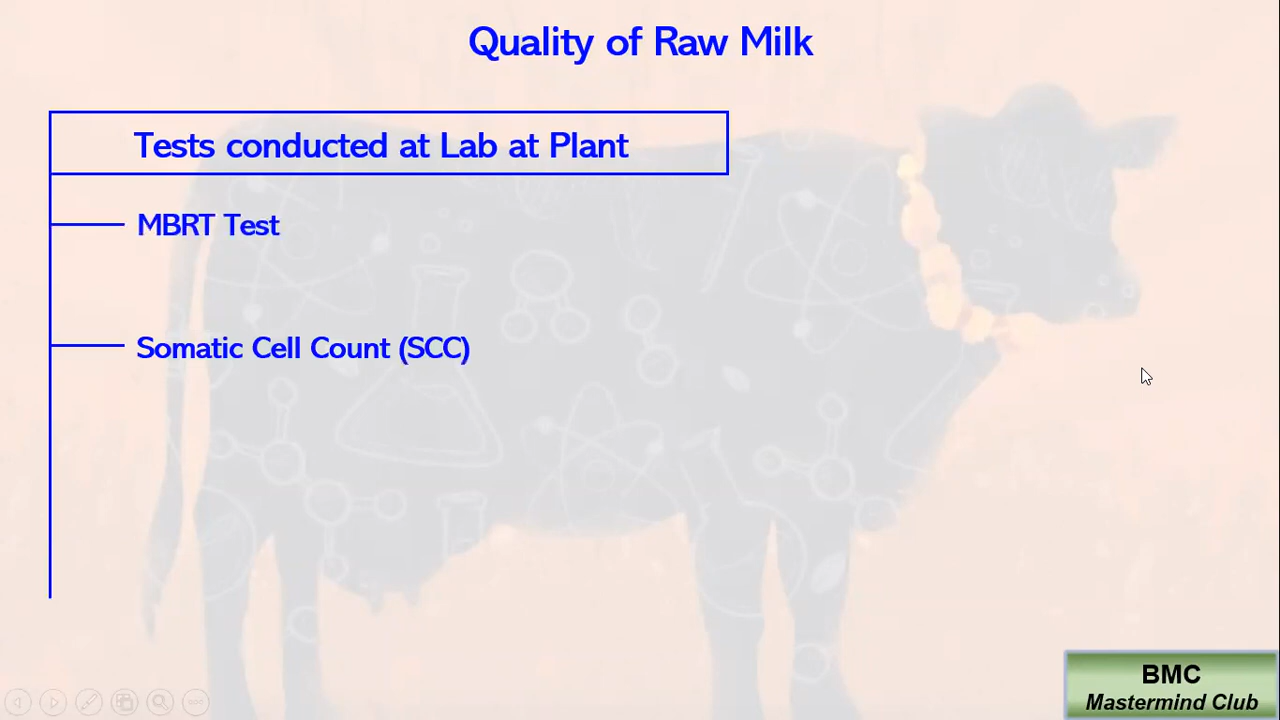 Quality of Raw Milk
Tests conducted at Lab at Plant
MBRT Test
Somatic Cell Count (SCC)
BMC
Mastermind Club